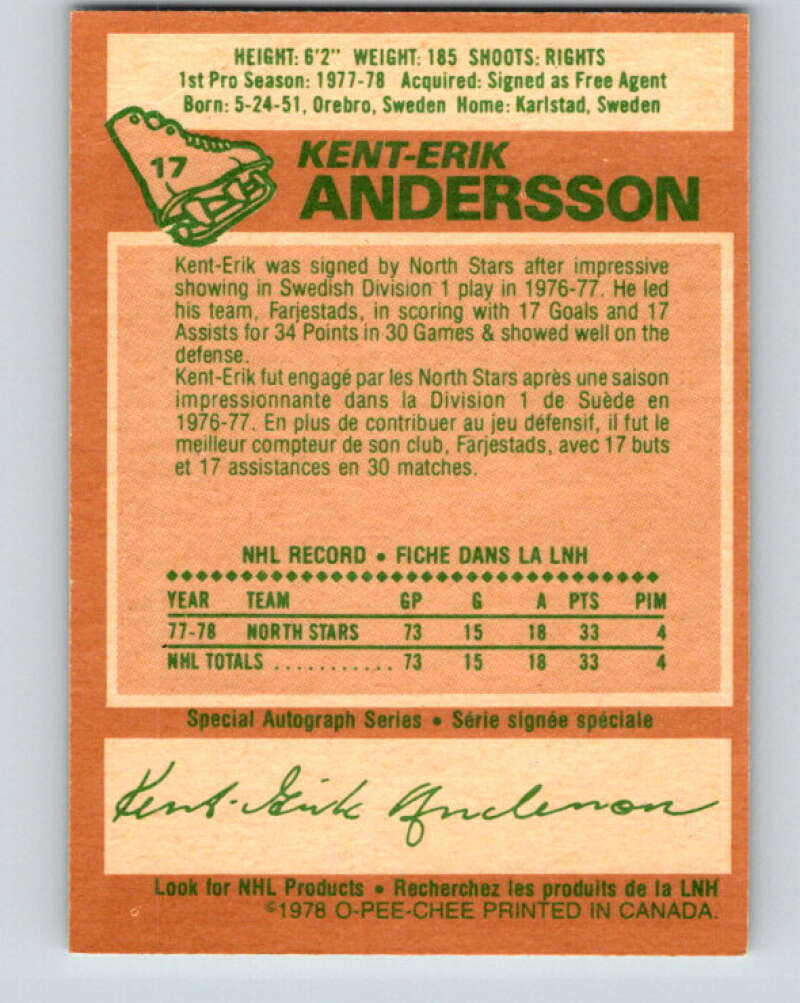 HEIGHT: 6'2" WEIGHT: 185 SHOOTS: RIGHTS
1st Pro Season: 1977-78 Acquired: Signed as Free Agent
Born: 5-24-51, Orebro, Sweden Home: Karlstad, Sweden
17
KENT-ERIK
ANDERSSON
Kent-Erik was signed by North Stars after impressive
showing in Swedish Division 1 play in 1976-77. He led
his team, Farjestads, in scoring with 17 Goals and 17
Assists for 34 Points in 30 Games & showed well on the
defense.
Kent-Erik fut engagé par les North Stars après une saison
impressionnante dans la Division 1 de Suède en
1976-77. En plus de contribuer au jeu défensif, il fut le
meilleur compteur de son club, Farjestads, avec 17 buts
et 17 assistances en 30 matches.
NHL RECORD • FICHE DANS LA LNH
YEAR TEAM GP G A PTS PIM
77-78 NORTH STARS 73 15 18 33 4
NHL TOTALS ............ 73 15 18 33 4
Special Autograph Series • Série signée spéciale
Kent-Erik Andersson
Look for NHL Products • Recherchez les produits de la LNH
©1978 O-PEE-CHEE PRINTED IN CANADA.